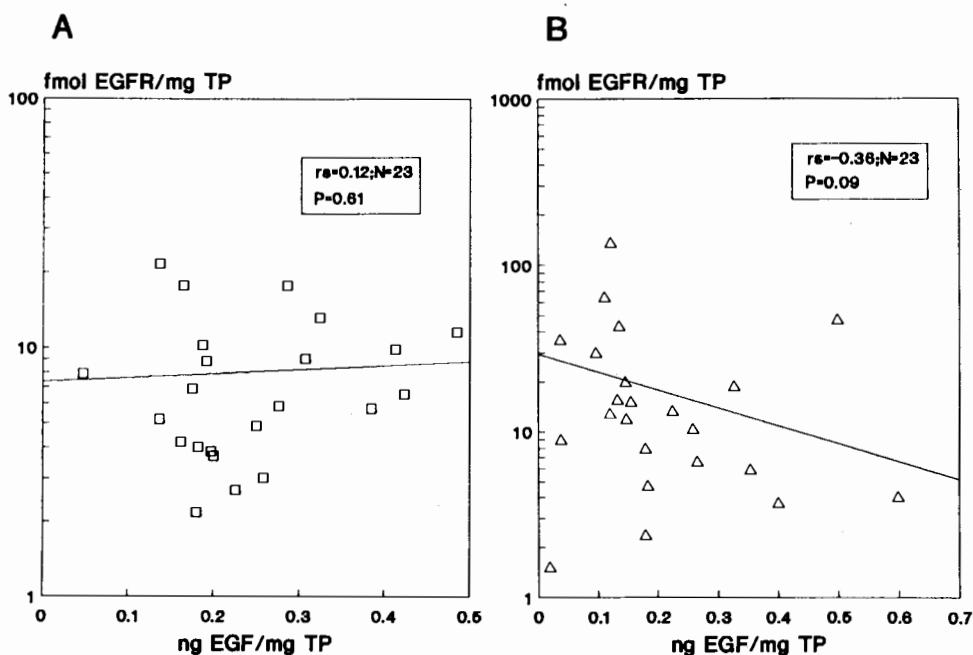 A
fmol EGFR/mg TP
100
10
1
rs=0.12;N=23
P=0.61
0 0.1 0.2 0.3 0.4 0.5
ng EGF/mg TP
B
fmol EGFR/mg TP
1000
100
10
1
rs=-0.36;N=23
P=0.09
0 0.1 0.2 0.3 0.4 0.5 0.6 0.7
ng EGF/mg TP